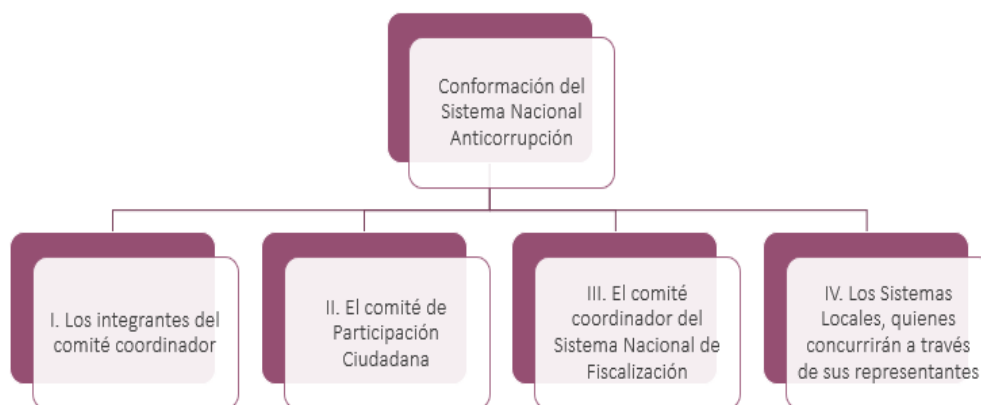 Conformación del
Sistema Nacional
Anticorrupción
I. Los integrantes del
comité coordinador
II. El comité de
Participación
Ciudadana
III. El comité
coordinador del
Sistema Nacional de
Fiscalización
IV. Los Sistemas
Locales, quienes
concurrirán a través
de sus representantes